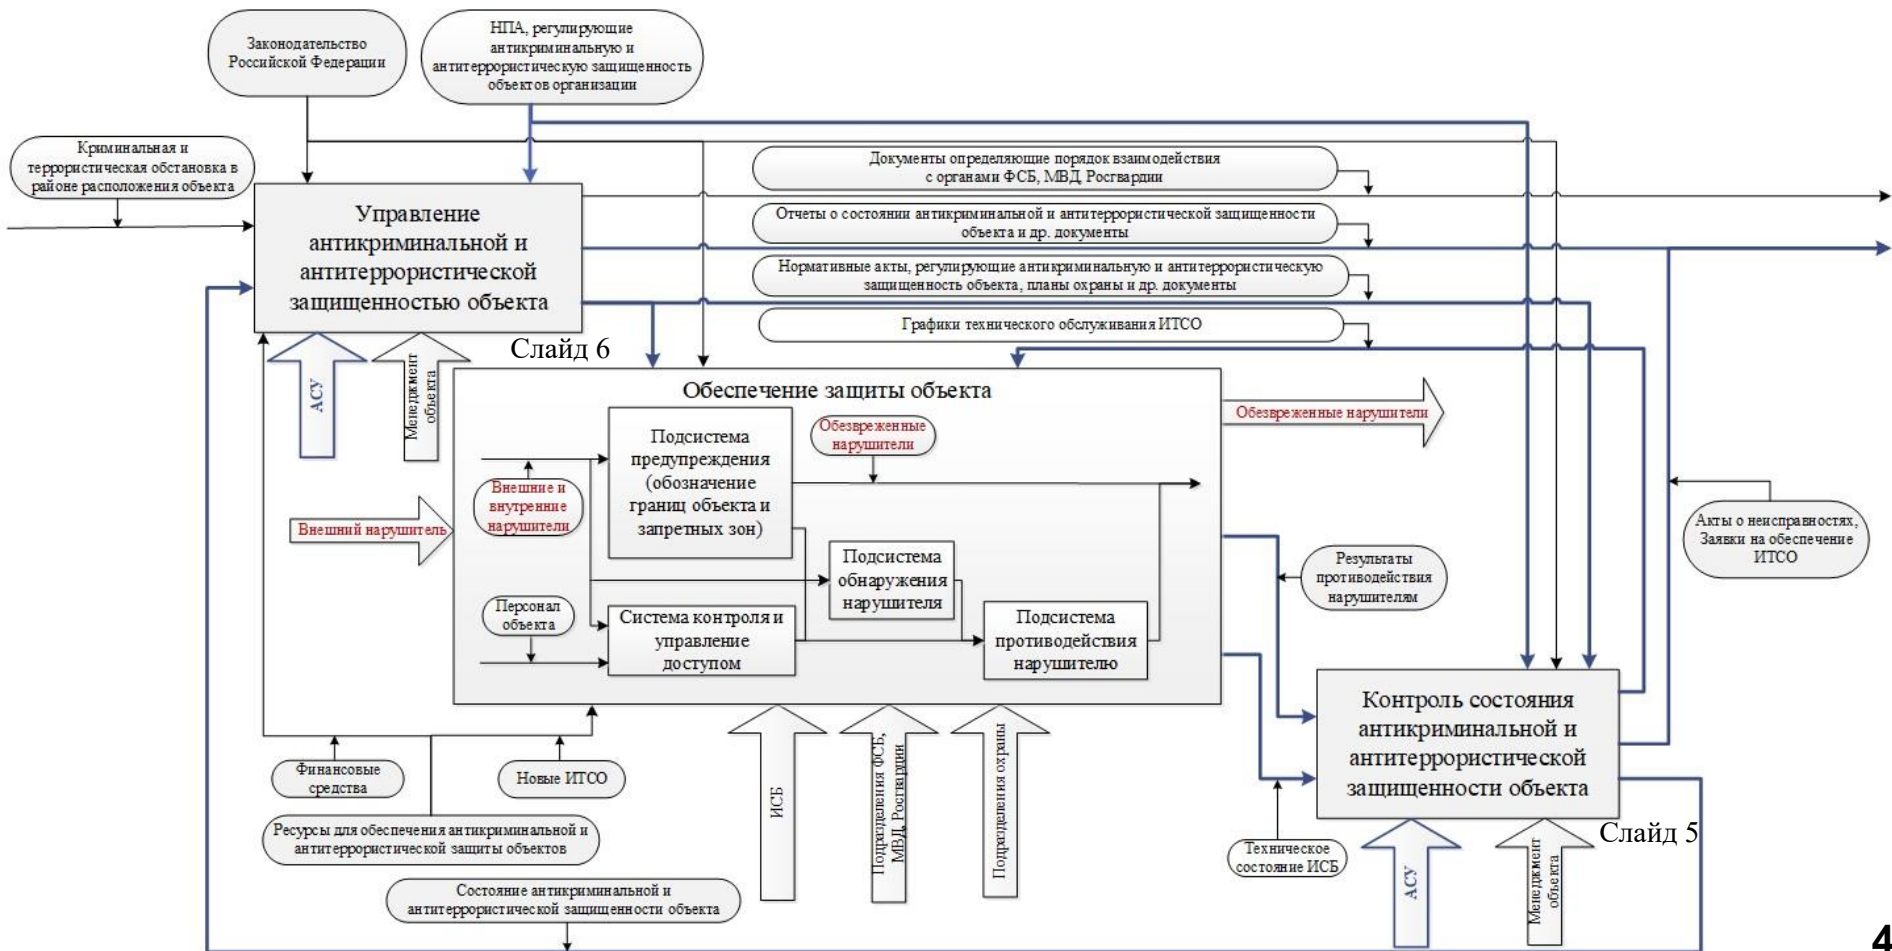 Законодательство
Российской Федерации
НПА, регулирующие
антикриминальную и
антитеррористическую защищенность
объектов организации
Криминальная и
террористическая обстановка в
районе расположения объекта
Документы определяющие порядок взаимодействия
с органами ФСБ, МВД, Росгвардии
Управление
антикриминальной и
антитеррористической
защищенностью объекта
Отчеты о состоянии антикриминальной и антитеррористической защищенности
объекта и др. документы
Нормативные акты, регулирующие антикриминальную и антитеррористическую
защищенность объекта, планы охраны и др. документы
Графики технического обслуживания ИТСО
Слайд 6
АСУ
Менеджмент
объекта
Обеспечение защиты объекта
Обезвреженные нарушители
Подсистема
предупреждения
(обозначение
границ объекта и
запретных зон)
Обезвреженные
нарушители
Внешние и
внутренние
нарушители
Внешний нарушитель
Акты о неисправностях,
Заявки на обеспечение
ИТСО
Подсистема
обнаружения
нарушителя
Результаты
противодействия
нарушителям
Персонал
объекта
Система контроля и
управление
доступом
Подсистема
противодействия
нарушителю
Контроль состояния
антикриминальной и
антитеррористической
защищенности объекта
Финансовые
средства
Новые ИТСО
ИСБ
Подразделения ФСБ,
МВД, Росгвардии
Подразделения охраны
Ресурсы для обеспечения антикриминальной и
антитеррористической защиты объектов
Слайд 5
Техническое
состояние ИСБ
АСУ
Менеджмент
объекта
Состояние антикриминальной и
антитеррористической защищенности объекта
4